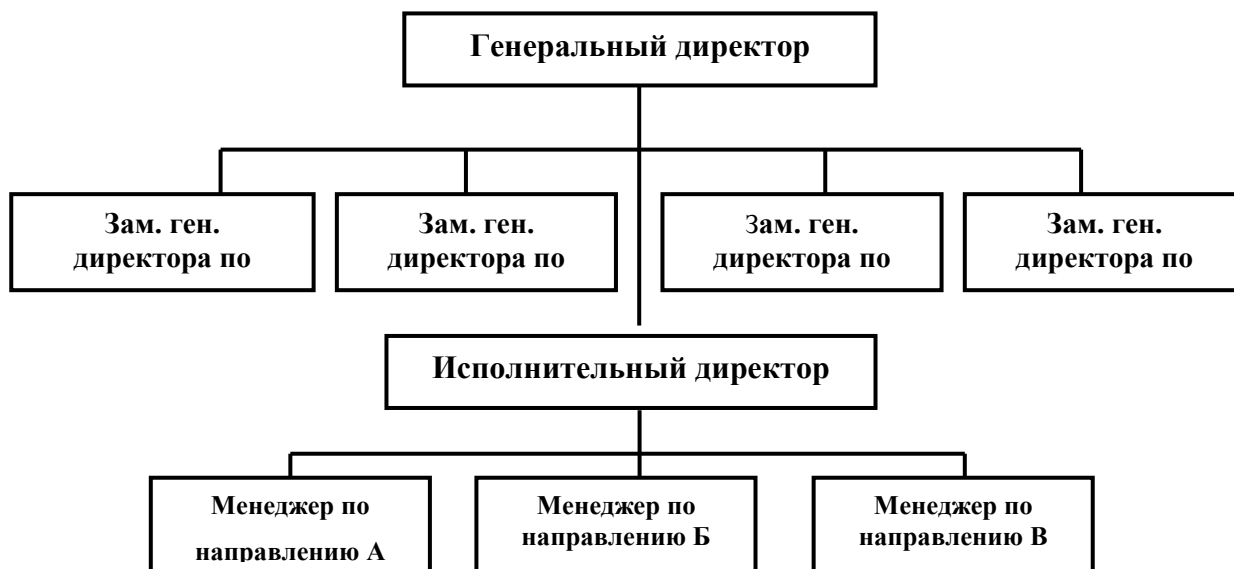 Генеральный директор
Зам. ген.
директора по
Зам. ген.
директора по
Зам. ген.
директора по
Зам. ген.
директора по
Исполнительный директор
Менеджер по
направлению А
Менеджер по
направлению Б
Менеджер по
направлению В